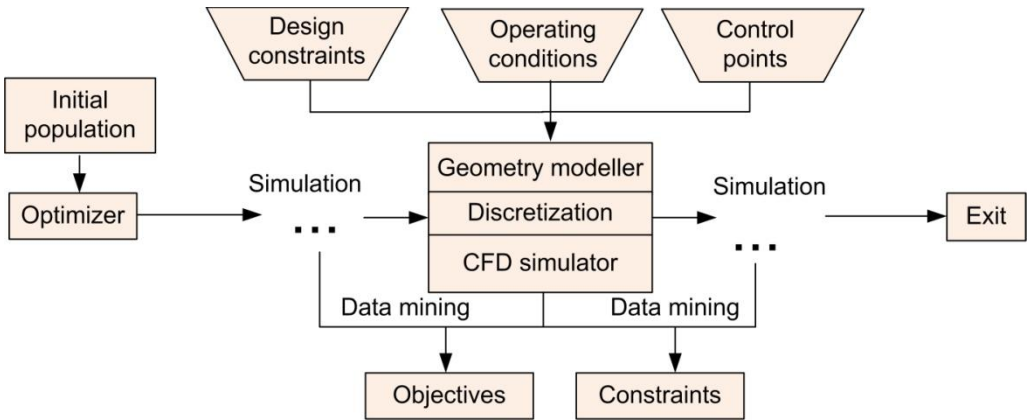 Design
constraints
Operating
conditions
Control
points
Initial
population
Geometry modeller
Simulation
Simulation
Optimizer
...
Discretization
...
Exit
CFD simulator
Data mining
Data mining
Objectives
Constraints